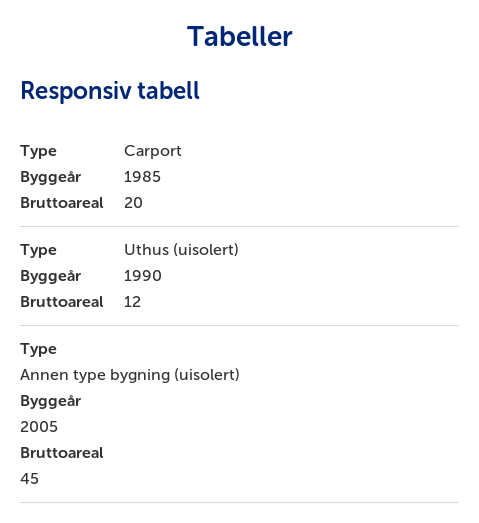 Tabeller
Responsiv tabell
Type Carport
Byggeår 1985
Bruttoareal 20
Type Uthus (uisolert)
Byggeår 1990
Bruttoareal 12
Type
Annen type bygning (uisolert)
Byggeår
2005
Bruttoareal
45